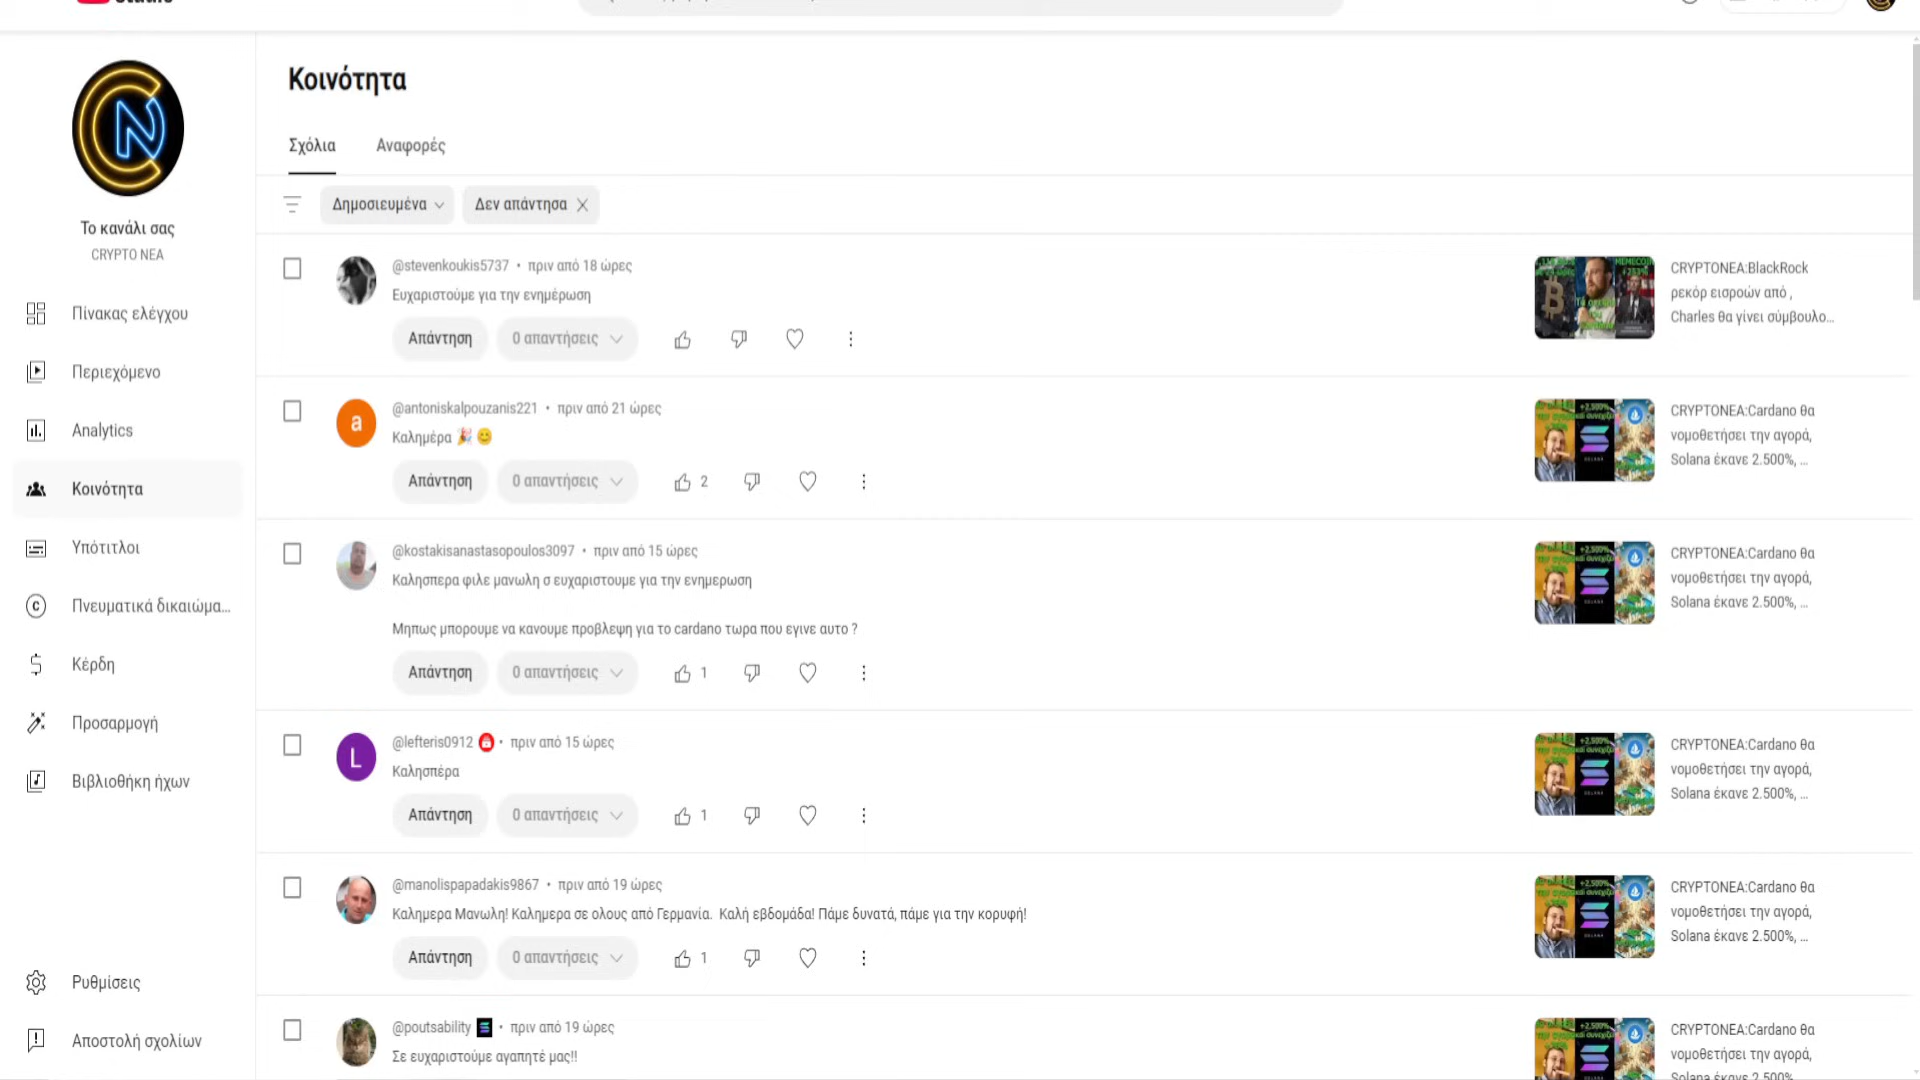 Κοινότητα
Σχόλια
Αναφορές
Δημοσιευμένα
Δεν απάντησα
Το κανάλι σας
CRYPTO NEA
Πίνακας ελέγχου
Περιεχόμενο
Analytics
Κοινότητα
Υπότιτλοι
Πνευματικά δικαιώμα...
Κέρδη
Προσαρμογή
Βιβλιοθήκη ήχων
Ρυθμίσεις
Αποστολή σχολίων
@stevenkoukis5737 • πριν από 18 ώρες
Ευχαριστούμε για την ενημέρωση
Απάντηση
0 απαντήσεις
CRYPTONEA:BlackRock
ρεκόρ εισροών από ,
Charles θα γίνει σύμβουλο...
@antoniskalpouzanis221 • πριν από 21 ώρες
Καλημέρα 🎉 😊
Απάντηση
0 απαντήσεις
2
CRYPTONEA:Cardano θα
νομοθετήσει την αγορά,
Solana έκανε 2.500%, ...
@kostakisanastasopoulos3097 • πριν από 15 ώρες
Καλησπερα φιλε μανωλη σ ευχαριστουμε για την ενημερωση
Μηπως μπορουμε να κανουμε προβλεψη για το cardano τωρα που εγινε αυτο ?
Απάντηση
0 απαντήσεις
1
CRYPTONEA:Cardano θα
νομοθετήσει την αγορά,
Solana έκανε 2.500%, ...
@lefteris0912 • πριν από 15 ώρες
Καλησπέρα
Απάντηση
0 απαντήσεις
1
CRYPTONEA:Cardano θα
νομοθετήσει την αγορά,
Solana έκανε 2.500%, ...
@manolispapadakis9867 • πριν από 19 ώρες
Καλημερα Μανωλη! Καλημερα σε ολους από Γερμανία. Καλή εβδομάδα! Πάμε δυνατά, πάμε για την κορυφή!
Απάντηση
0 απαντήσεις
1
CRYPTONEA:Cardano θα
νομοθετήσει την αγορά,
Solana έκανε 2.500%, ...
@poutsability • πριν από 19 ώρες
Σε ευχαριστούμε αγαπητέ μας!!
CRYPTONEA:Cardano θα
νομοθετήσει την αγορά,
Solana έκανε 2.500%, ...